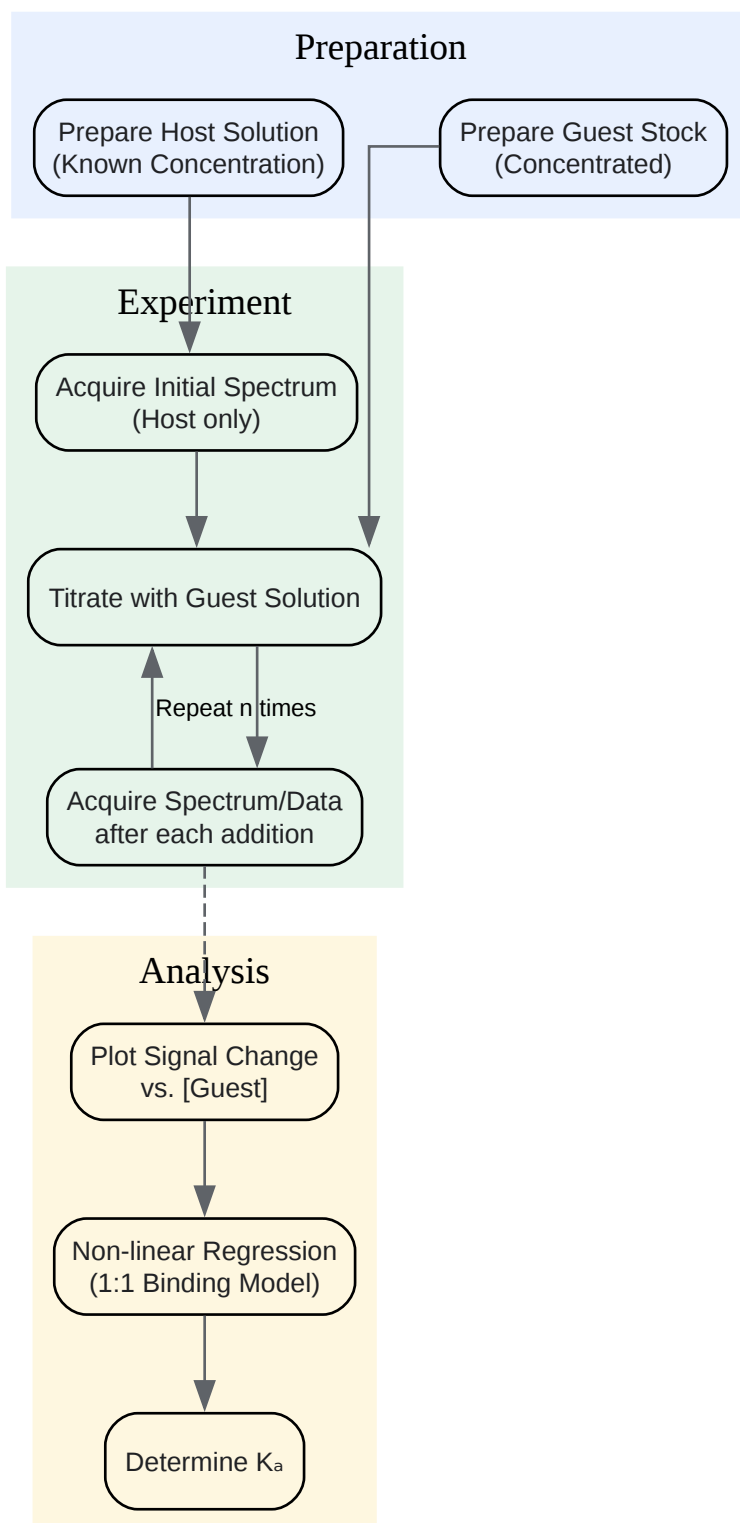 Preparation
Prepare Host Solution
(Known Concentration)
Prepare Guest Stock
(Concentrated)
Experiment
Acquire Initial Spectrum
(Host only)
Titrate with Guest Solution
Repeat n times
Acquire Spectrum/Data
after each addition
Analysis
Plot Signal Change
vs. [Guest]
Non-linear Regression
(1:1 Binding Model)
Determine Kₐ